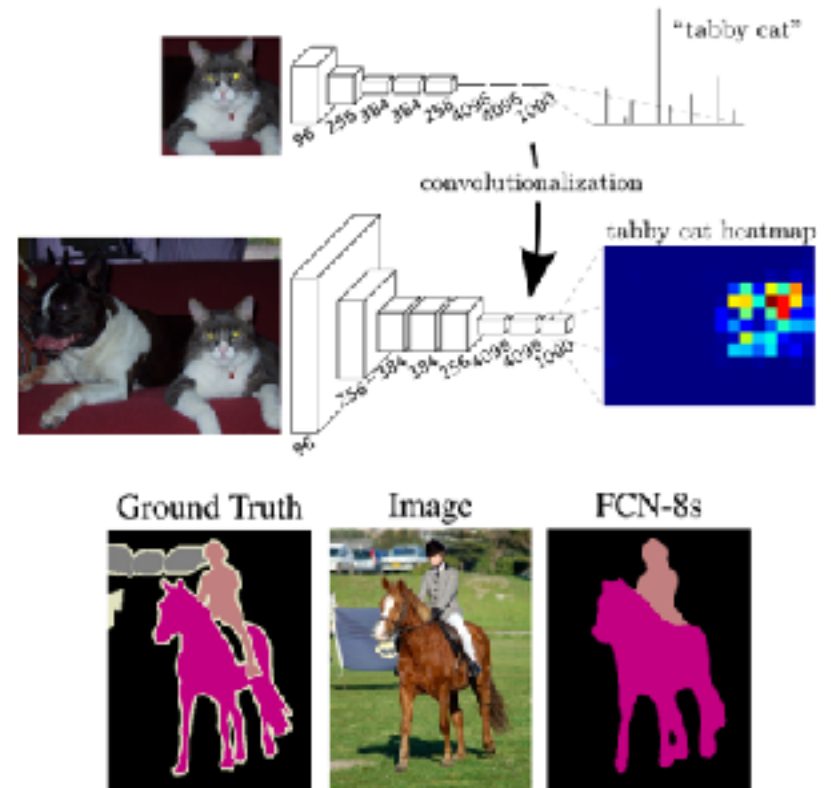 "tabby cat"
96 256 384 384 256 4096 4096 1000
convolutionalization
tabby cat heatmap
96 256 384 384 256 4096 4096 1000
Ground Truth Image FCN-8s